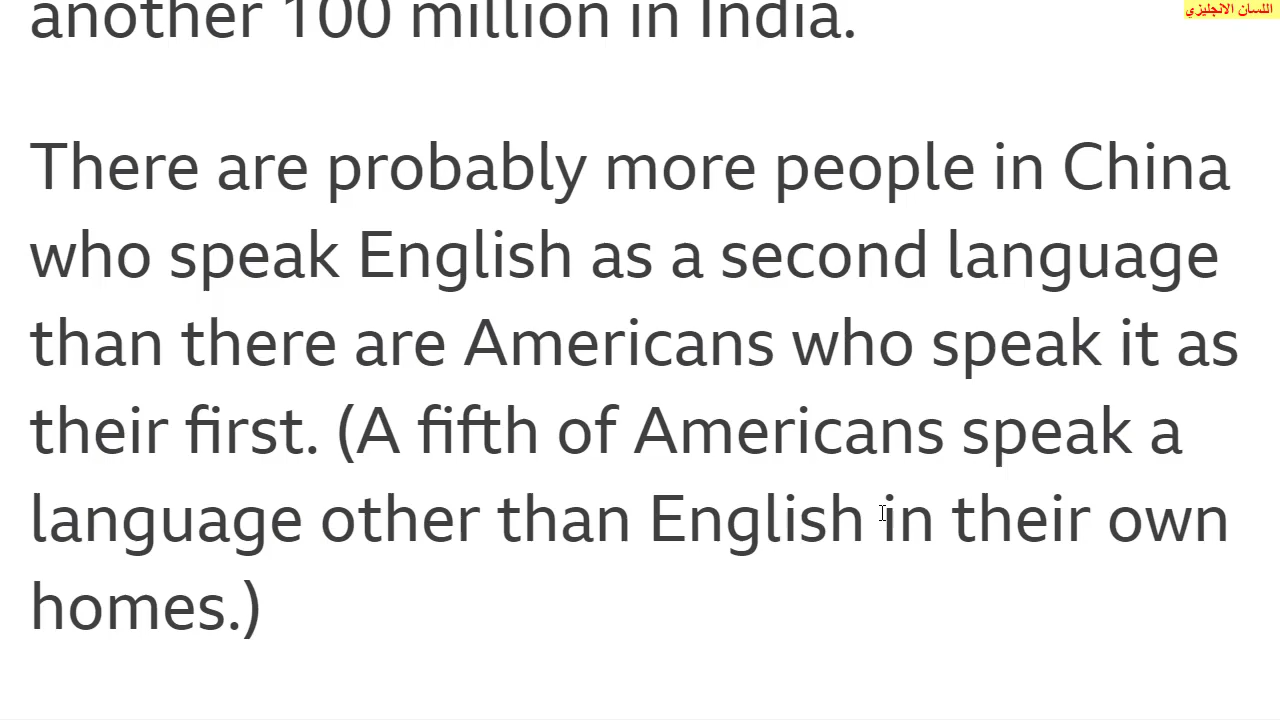 اللسان الانجليزي
another 100 million in India.
There are probably more people in China
who speak English as a second language
than there are Americans who speak it as
their first. (A fifth of Americans speak a
language other than English in their own
homes.)